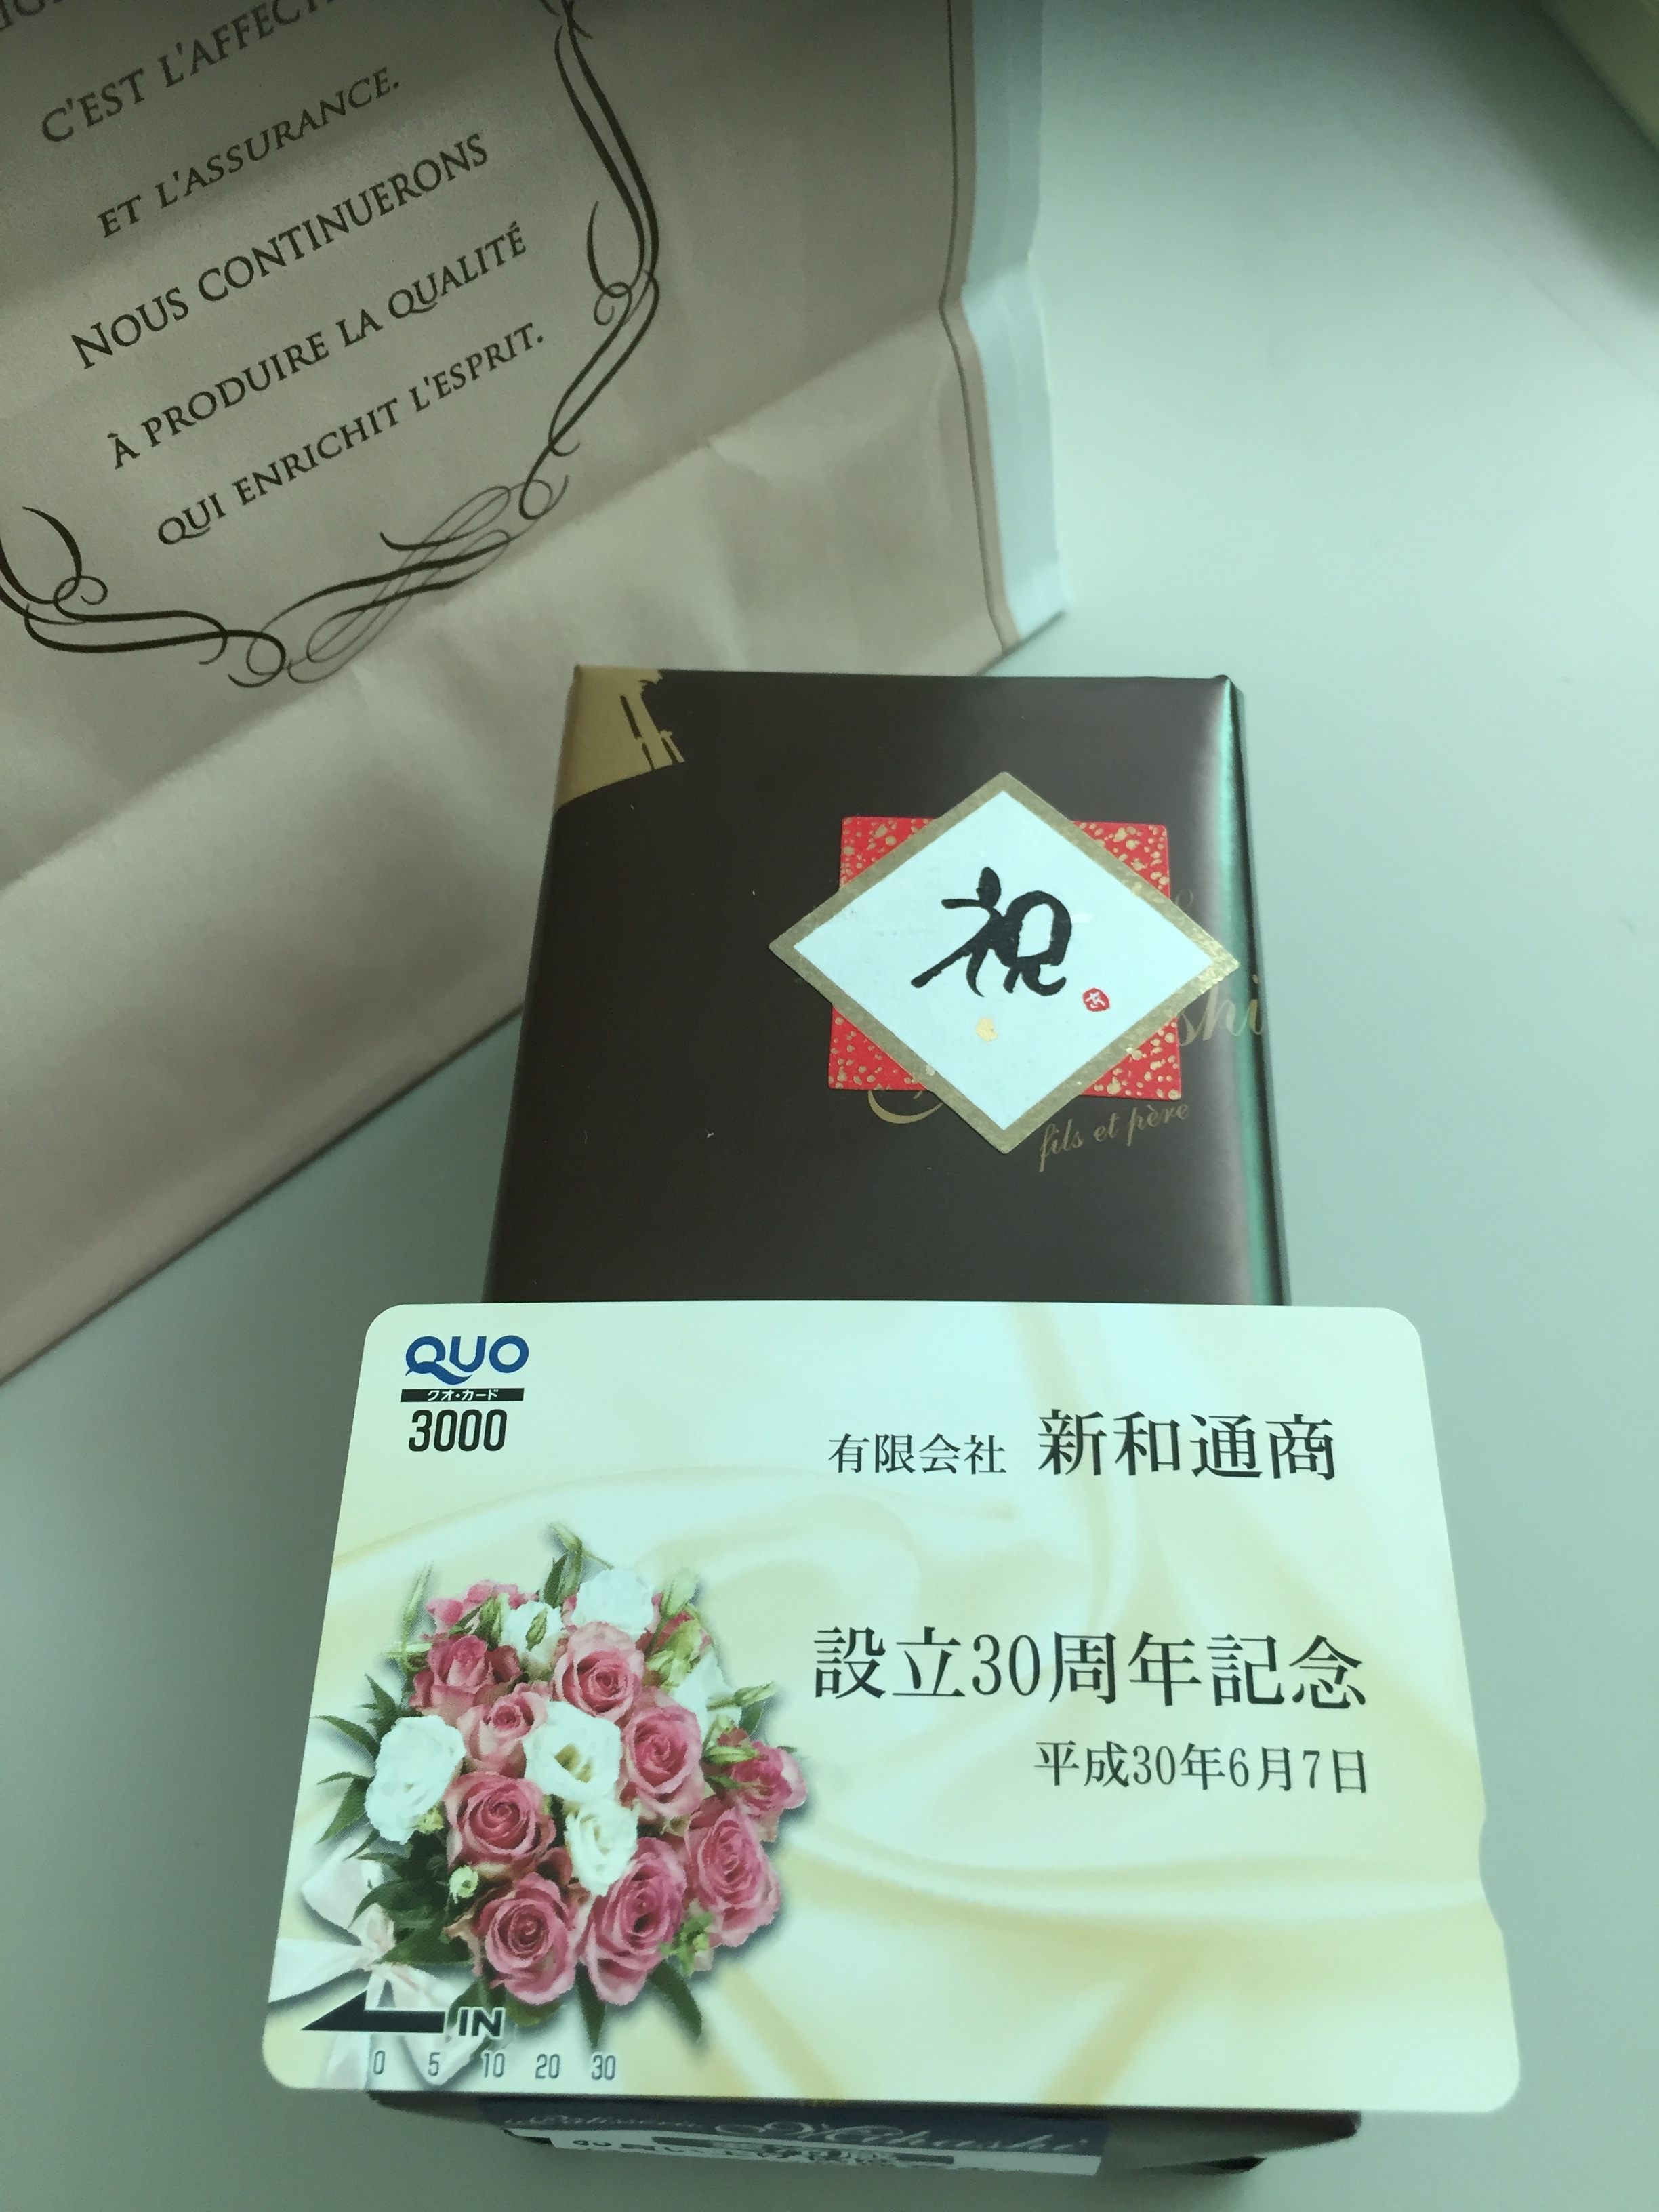 C'EST L'AFFECT
ET L'ASSURANCE.
NOUS CONTINUERONS
À PRODUIRE LA QUALITÉ
QUI ENRICHIT L'ESPRIT.
祝
shi
fils et père
QUO
クオ・カード
3000
有限会社 新和通商
設立30周年記念
平成30年6月7日
IN
0 5 10 20 30